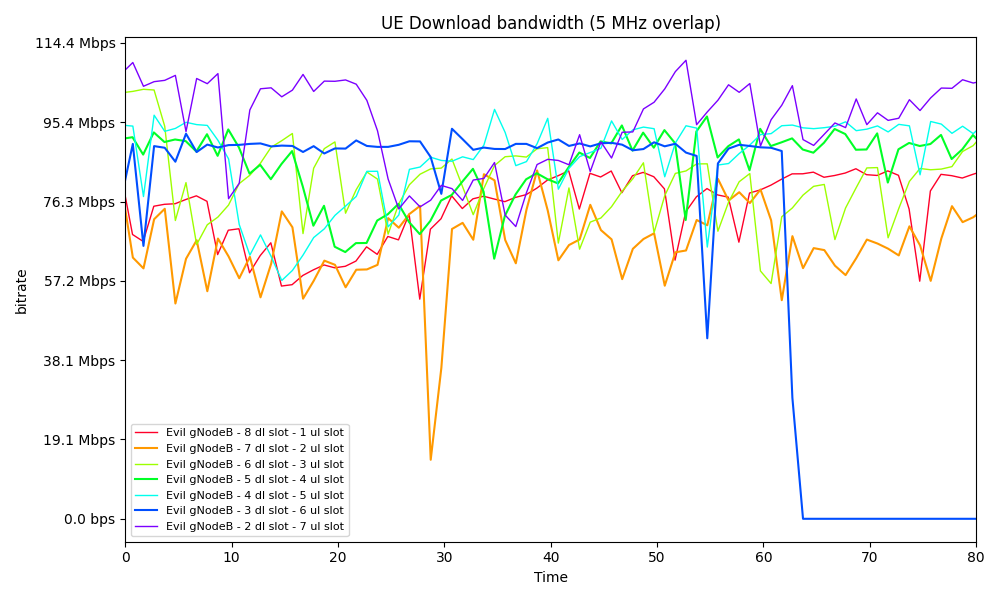 UE Download bandwidth (5 MHz overlap)
114.4 Mbps
95.4 Mbps
76.3 Mbps
57.2 Mbps
38.1 Mbps
19.1 Mbps
0.0 bps
bitrate
Evil gNodeB - 8 dl slot - 1 ul slot
Evil gNodeB - 7 dl slot - 2 ul slot
Evil gNodeB - 6 dl slot - 3 ul slot
Evil gNodeB - 5 dl slot - 4 ul slot
Evil gNodeB - 4 dl slot - 5 ul slot
Evil gNodeB - 3 dl slot - 6 ul slot
Evil gNodeB - 2 dl slot - 7 ul slot
0 10 20 30 40 50 60 70 80
Time